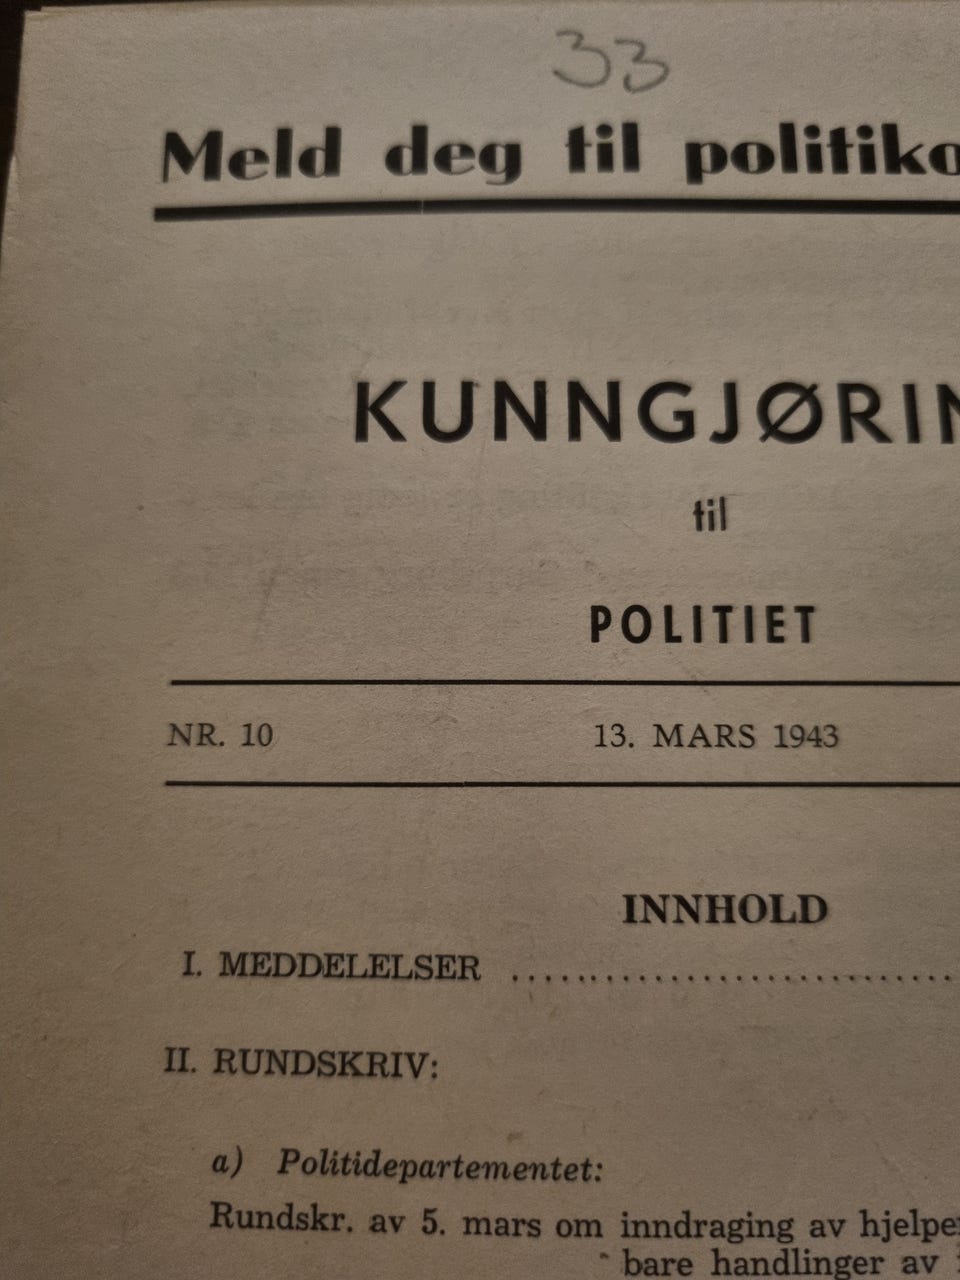 33
Meld deg til politiko
KUNNGJØRIN
til
POLITIET
NR. 10 13. MARS 1943
INNHOLD
I. MEDDELELSER ........................
II. RUNDSKRIV:
a) Politidepartementet:
Rundskr. av 5. mars om inndraging av hjelpe
bare handlinger av